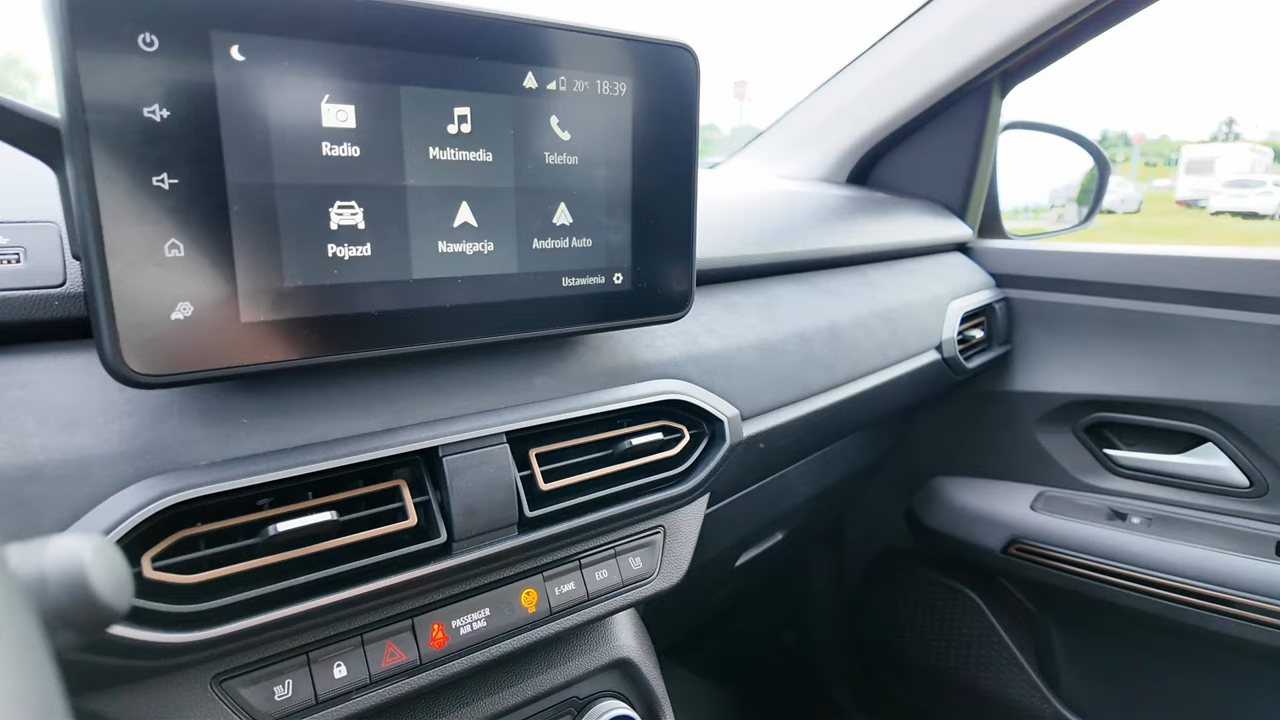 20°C 18:39
Radio
Multimedia
Telefon
Pojazd
Nawigacja
Android Auto
Ustawienia
PASSENGER
AIR BAG
E-SAVE
ECO